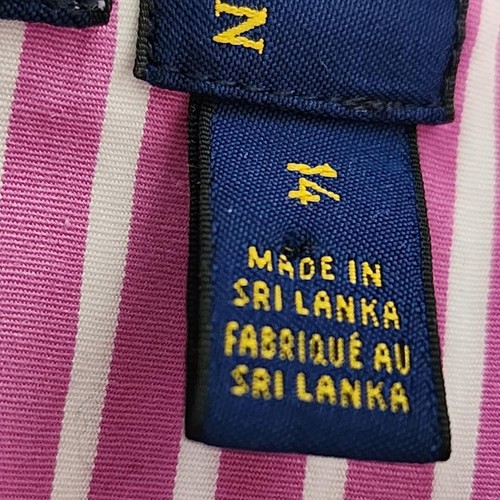 N
14
MADE IN
SRI LANKA
FABRIQUÉ AU
SRI LANKA